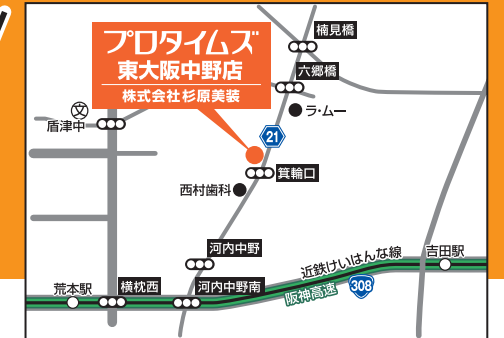 楠見橋
プロタイムズ
東大阪中野店
株式会社杉原美装
六郷橋
ラ・ムー
文
盾津中
21
箕輪口
西村歯科
河内中野
近鉄けいはんな線
吉田駅
荒本駅
横枕西
河内中野南
阪神高速
308